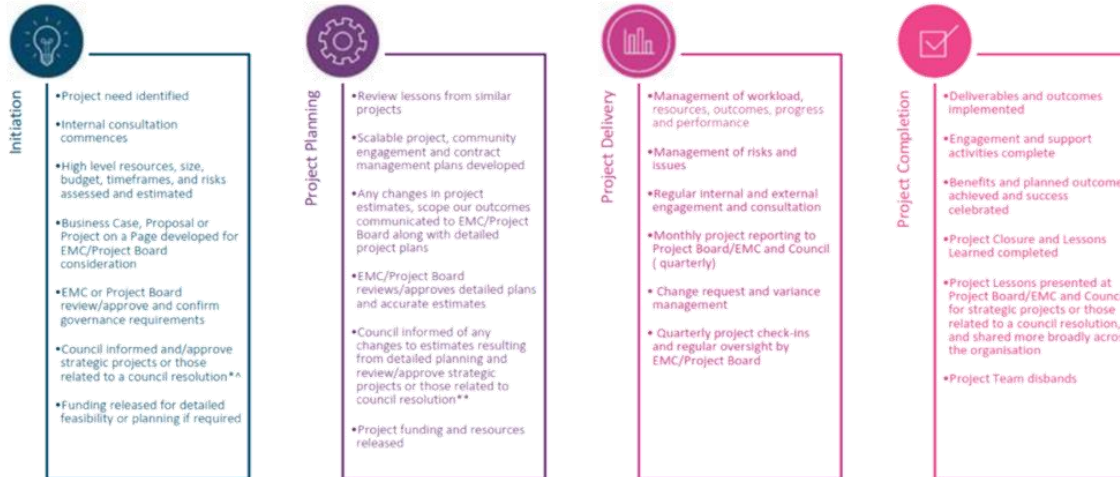 Initiation
•Project need identified
•Internal consultation
commences
•High level resources, size,
budget, timeframes, and risks
assessed and estimated
•Business Case, Proposal or
Project on a Page developed for
EMC/Project Board
consideration
•EMC or Project Board
review/approve and confirm
governance requirements
•Council informed and/approve
strategic projects or those
related to a council resolution*^
•Funding released for detailed
feasibility or planning if required
Project Planning
•Review lessons from similar
projects
•Scalable project, community
engagement and contract
management plans developed
•Any changes in project
estimates, scope our outcomes
communicated to EMC/Project
Board along with detailed
project plans
•EMC/Project Board
reviews/approves detailed plans
and accurate estimates
•Council informed of any
changes to estimates resulting
from detailed planning and
review/approve strategic
projects or those related to
council resolution**
•Project funding and resources
released
Project Delivery
•Management of workload,
resources, outcomes, progress
and performance
•Management of risks and
issues
•Regular internal and external
engagement and consultation
•Monthly project reporting to
Project Board/EMC and Council
( quarterly)
• Change request and variance
management
• Quarterly project check-ins
and regular oversight by
EMC/Project Board
Project Completion
•Deliverables and outcomes
implemented
•Engagement and support
activities complete
•Benefits and planned outcome
achieved and success
celebrated
•Project Closure and Lessons
Learned completed
•Project Lessons presented at
Project Board/EMC and Counc
for strategic projects or those
related to a council resolution,
and shared more broadly acros
the organisation
•Project Team disbands